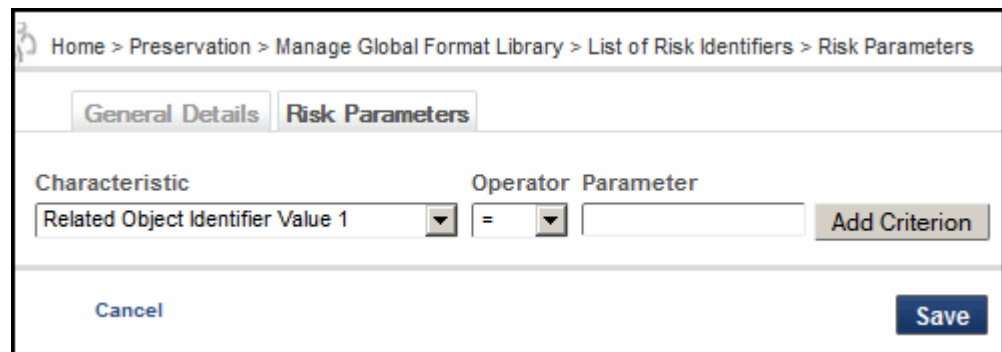 Home > Preservation > Manage Global Format Library > List of Risk Identifiers > Risk Parameters
General Details Risk Parameters
Characteristic Operator Parameter
Related Object Identifier Value 1 = Add Criterion
Cancel Save